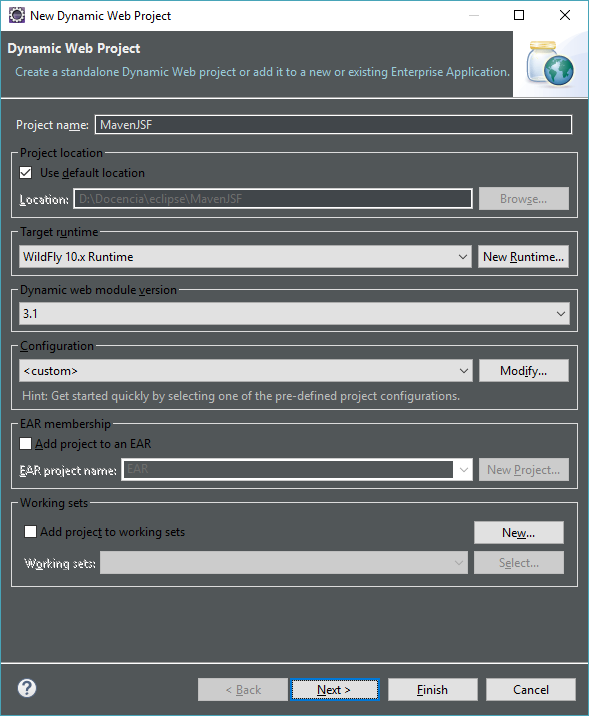 New Dynamic Web Project
Dynamic Web Project
Create a standalone Dynamic Web project or add it to a new or existing Enterprise Application.
Project name: MavenJSF
Project location
Use default location
Location: D:\Docencia\eclipse\MavenJSF Browse...
Target runtime
WildFly 10.x Runtime New Runtime...
Dynamic web module version
3.1
Configuration
<custom> Modify...
Hint: Get started quickly by selecting one of the pre-defined project configurations.
EAR membership
Add project to an EAR
EAR project name: EAR New Project...
Working sets
Add project to working sets New...
Working sets: Select...
? < Back Next > Finish Cancel